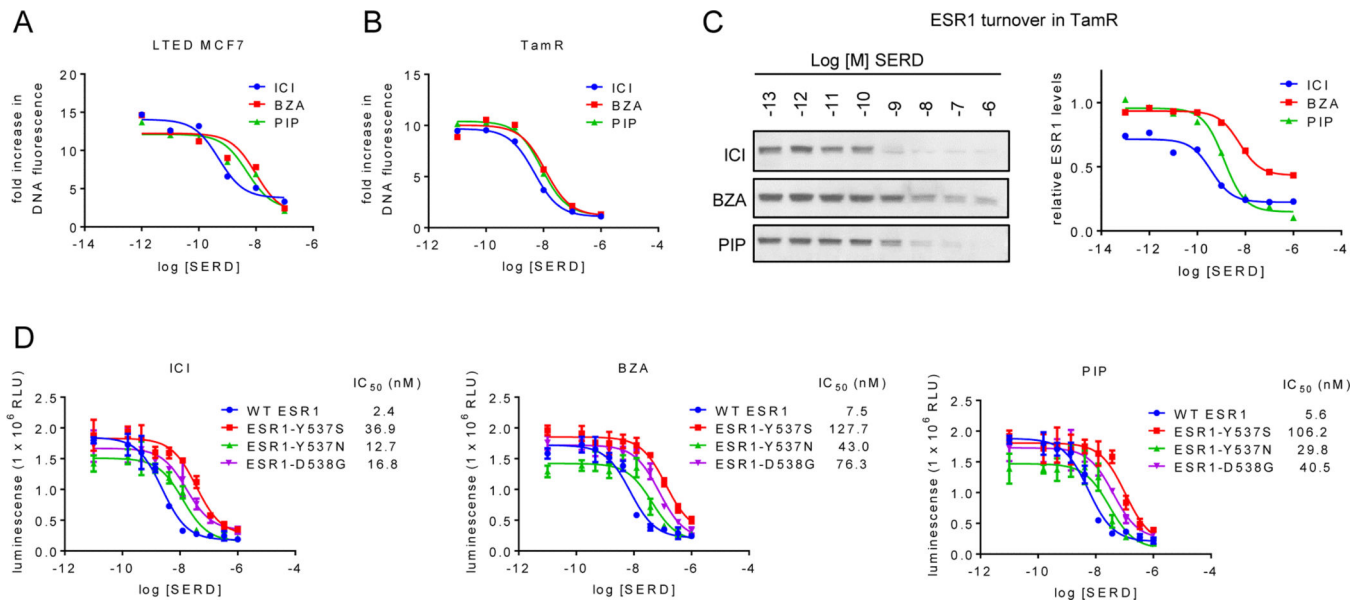 A
LTED MCF7
fold increase in
DNA fluorescence
20
15
10
5
0
-14
-12
-10
-8
-6
log [SERD]
ICI
BZA
PIP
B
TamR
fold increase in
DNA fluorescence
15
10
5
0
-12
-10
-8
-6
-4
log [SERD]
ICI
BZA
PIP
C
ESR1 turnover in TamR
Log [M] SERD
-13
-12
-11
-10
-9
-8
-7
-6
ICI
BZA
PIP
relative ESR1 levels
1.0
0.5
0.0
-14
-12
-10
-8
-6
-4
log [SERD]
ICI
BZA
PIP
D
ICI
luminescense (1 x 10^6 RLU)
2.5
2.0
1.5
1.0
0.5
0.0
-12
-10
-8
-6
-4
log [SERD]
IC50 (nM)
WT ESR1 2.4
ESR1-Y537S 36.9
ESR1-Y537N 12.7
ESR1-D538G 16.8
BZA
luminescense (1 x 10^6 RLU)
2.5
2.0
1.5
1.0
0.5
0.0
-12
-10
-8
-6
-4
log [SERD]
IC50 (nM)
WT ESR1 7.5
ESR1-Y537S 127.7
ESR1-Y537N 43.0
ESR1-D538G 76.3
PIP
luminescense (1 x 10^6 RLU)
2.5
2.0
1.5
1.0
0.5
0.0
-12
-10
-8
-6
-4
log [SERD]
IC50 (nM)
WT ESR1 5.6
ESR1-Y537S 106.2
ESR1-Y537N 29.8
ESR1-D538G 40.5